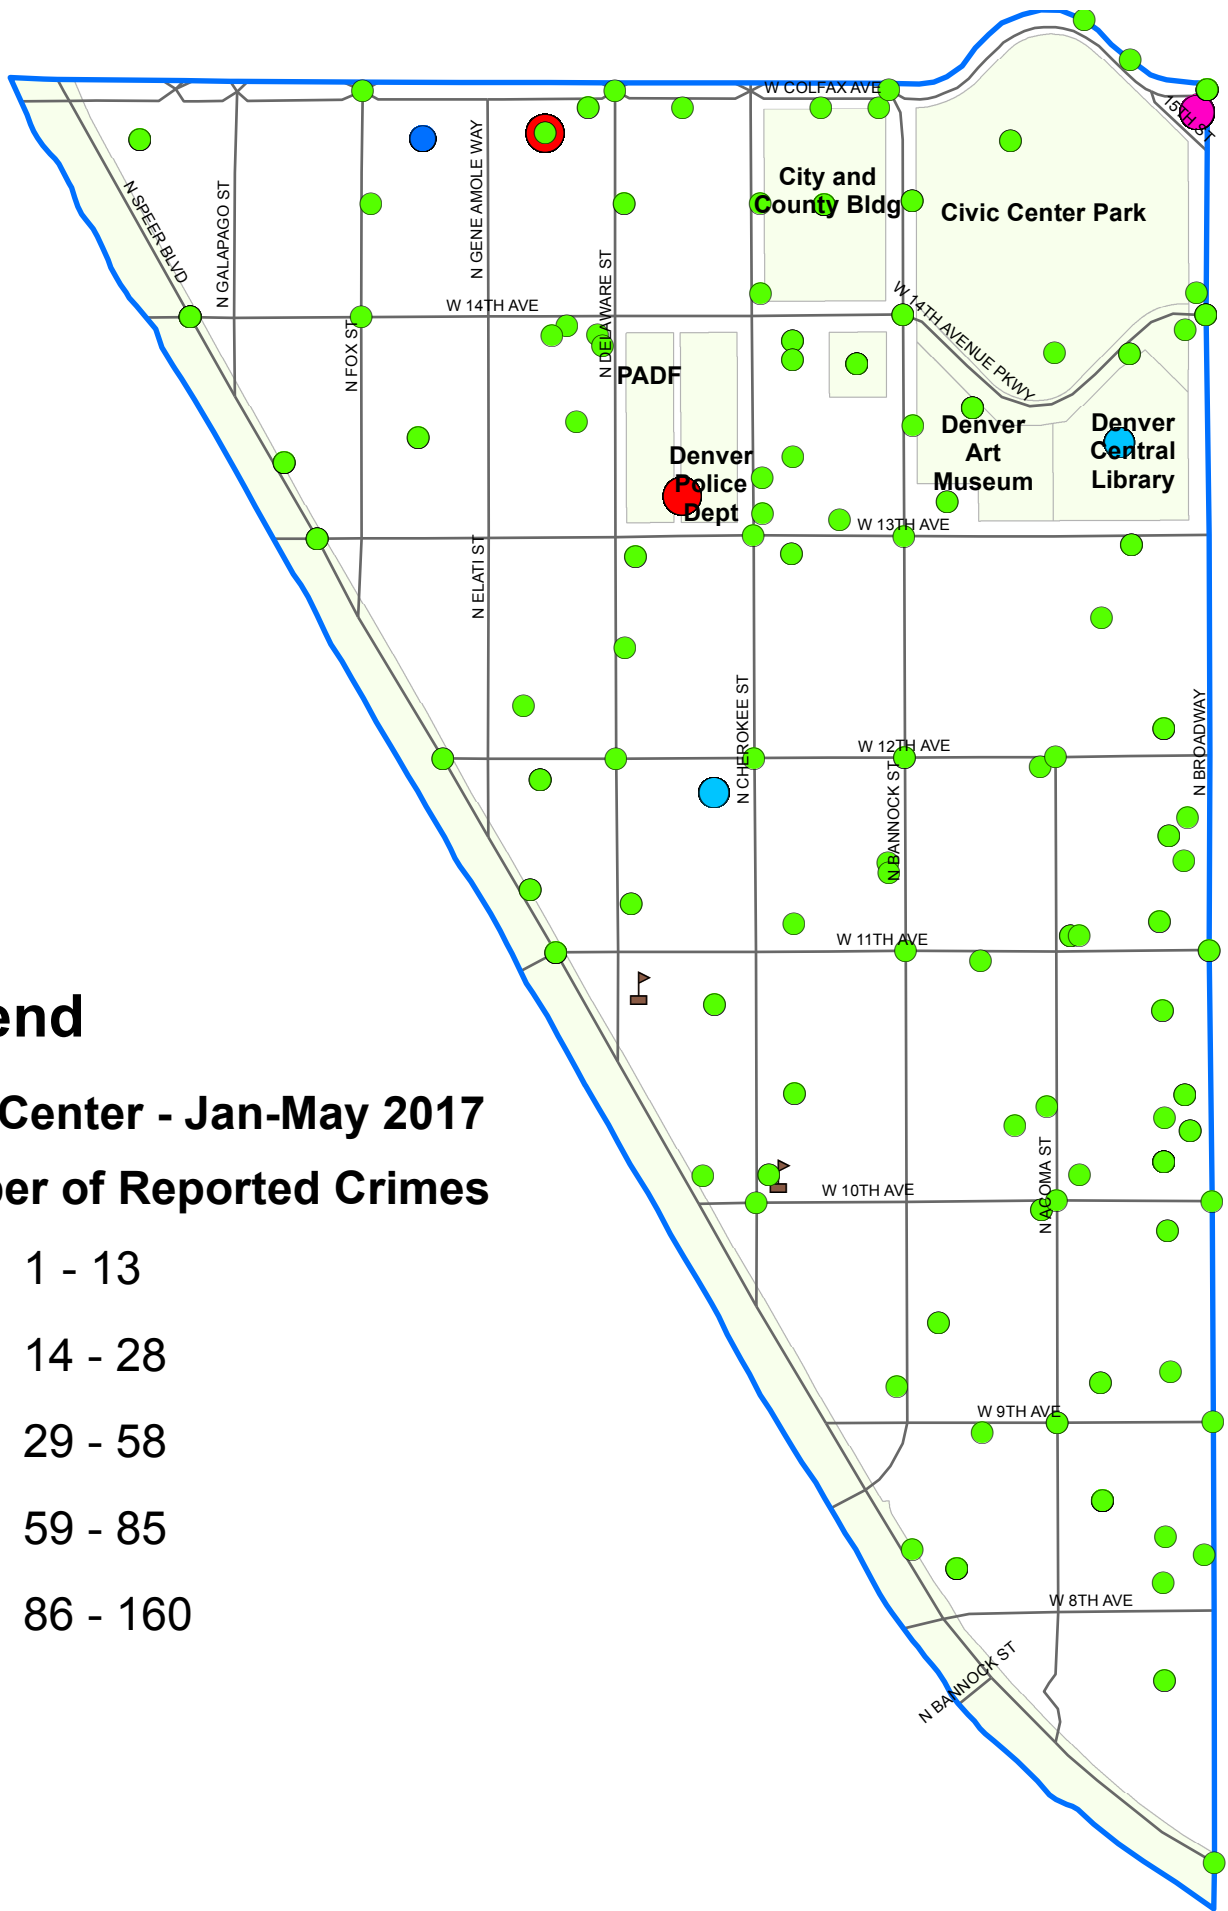 W COLFAX AVE
15TH ST
City and
County Bldg
Civic Center Park
N SPEER BLVD
N GALAPAGO ST
N GENE AMOLE WAY
N DELAWARE ST
W 14TH AVE
W 14TH AVENUE PKWY
N FOX ST
PADF
Denver
Police
Dept
Denver
Art
Museum
Denver
Central
Library
W 13TH AVE
N ELATI ST
N CHEROKEE ST
N BROADWAY
W 12TH AVE
N BANNOCK ST
W 11TH AVE
end
Center - Jan-May 2017
ber of Reported Crimes
1 - 13
14 - 28
29 - 58
59 - 85
86 - 160
N ACOMA ST
W 10TH AVE
W 9TH AVE
W 8TH AVE
N BANNOCK ST